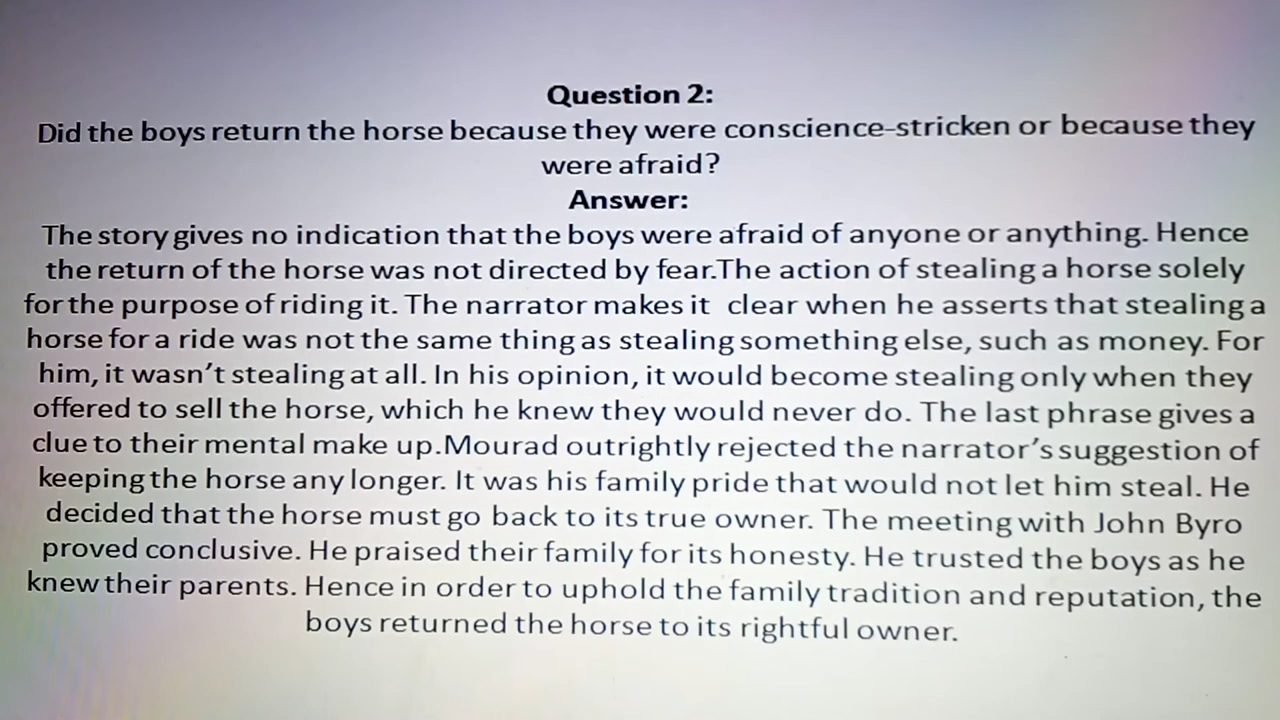 Question 2:
Did the boys return the horse because they were conscience-stricken or because they
were afraid?
Answer:
The story gives no indication that the boys were afraid of anyone or anything. Hence
the return of the horse was not directed by fear.The action of stealing a horse solely
for the purpose of riding it. The narrator makes it clear when he asserts that stealing a
horse for a ride was not the same thing as stealing something else, such as money. For
him, it wasn't stealing at all. In his opinion, it would become stealing only when they
offered to sell the horse, which he knew they would never do. The last phrase gives a
clue to their mental make up.Mourad outrightly rejected the narrator's suggestion of
keeping the horse any longer. It was his family pride that would not let him steal. He
decided that the horse must go back to its true owner. The meeting with John Byro
proved conclusive. He praised their family for its honesty. He trusted the boys as he
knew their parents. Hence in order to uphold the family tradition and reputation, the
boys returned the horse to its rightful owner.